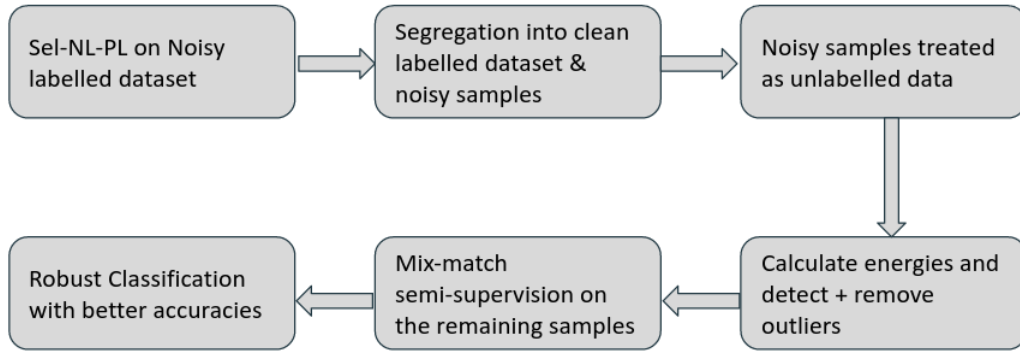 Sel-NL-PL on Noisy
labelled dataset
Segregation into clean
labelled dataset &
noisy samples
Noisy samples treated
as unlabelled data
Calculate energies and
detect + remove
outliers
Mix-match
semi-supervision on
the remaining samples
Robust Classification
with better accuracies